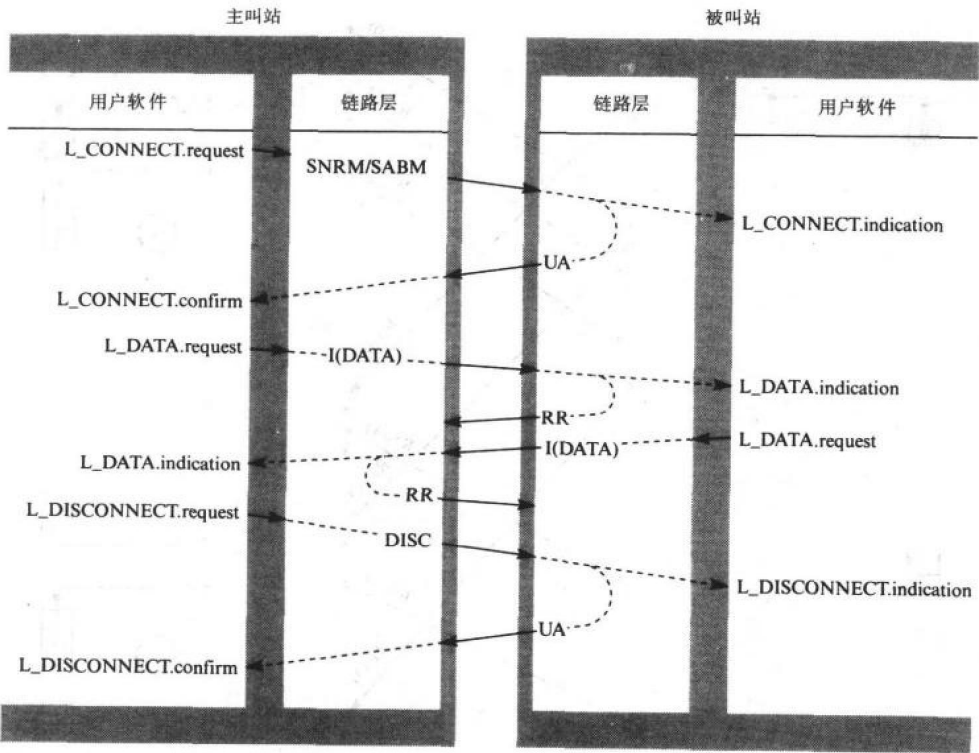 主叫站 被叫站
用户软件 链路层 链路层 用户软件
L_CONNECT.request
SNRM/SABM
L_CONNECT.indication
UA
L_CONNECT.confirm
L_DATA.request
I(DATA)
L_DATA.indication
RR
L_DATA.request
I(DATA)
L_DATA.indication
RR
L_DISCONNECT.request
DISC
L_DISCONNECT.indication
UA
L_DISCONNECT.confirm